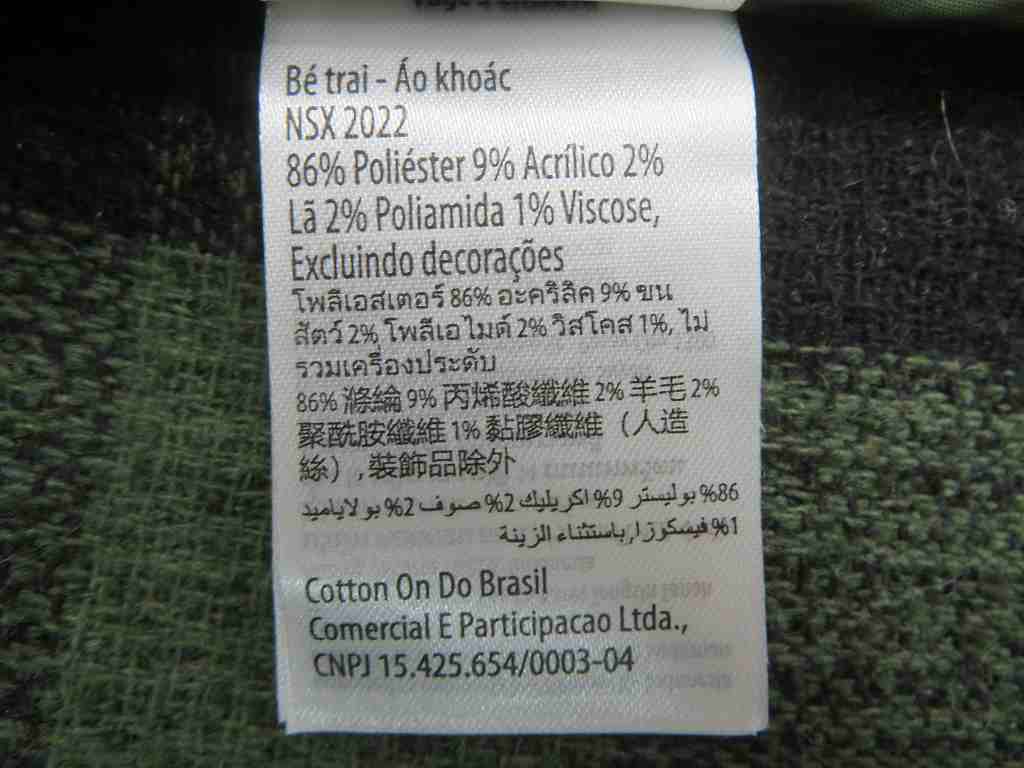 Bé trai - Áo khoác
NSX 2022
86% Poliéster 9% Acrílico 2%
Lã 2% Poliamida 1% Viscose,
Excluindo decorações
โพลีเอสเตอร์ 86% อะคริลิค 9% ขน
สัตว์ 2% โพลีเอไมด์ 2% วิสโคส 1%, ไม่
รวมเครื่องประดับ
86% 滌綸 9% 丙烯酸纖維 2% 羊毛 2%
聚酰胺纖維 1% 黏膠纖維（人造
絲）, 裝飾品除外
86% بوليستر 9% اكريليك 2% صوف 2% بولاياميد
1% فيسكوزا, باستثناء الزينة
Cotton On Do Brasil
Comercial E Participacao Ltda.,
CNPJ 15.425.654/0003-04